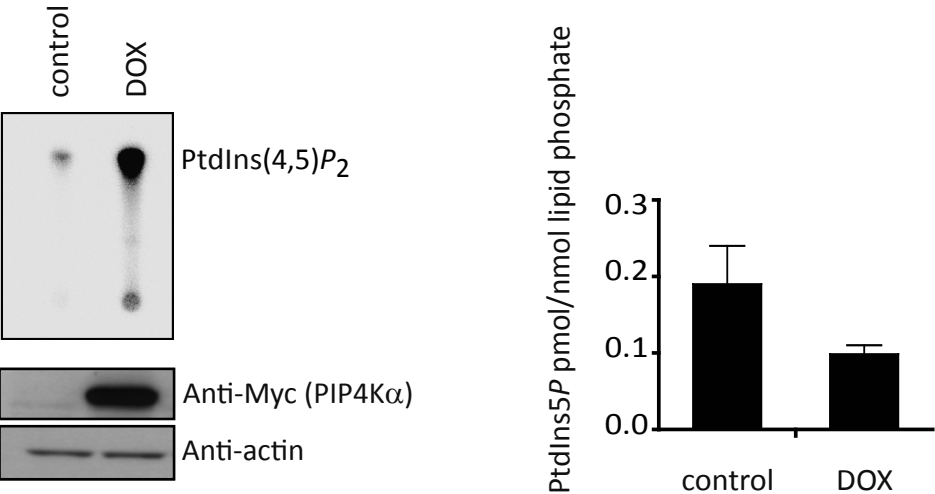 control
DOX
PtdIns(4,5)P2
Anti-Myc (PIP4Kα)
Anti-actin
PtdIns5P pmol/nmol lipid phosphate
0.3
0.2
0.1
0.0
control
DOX